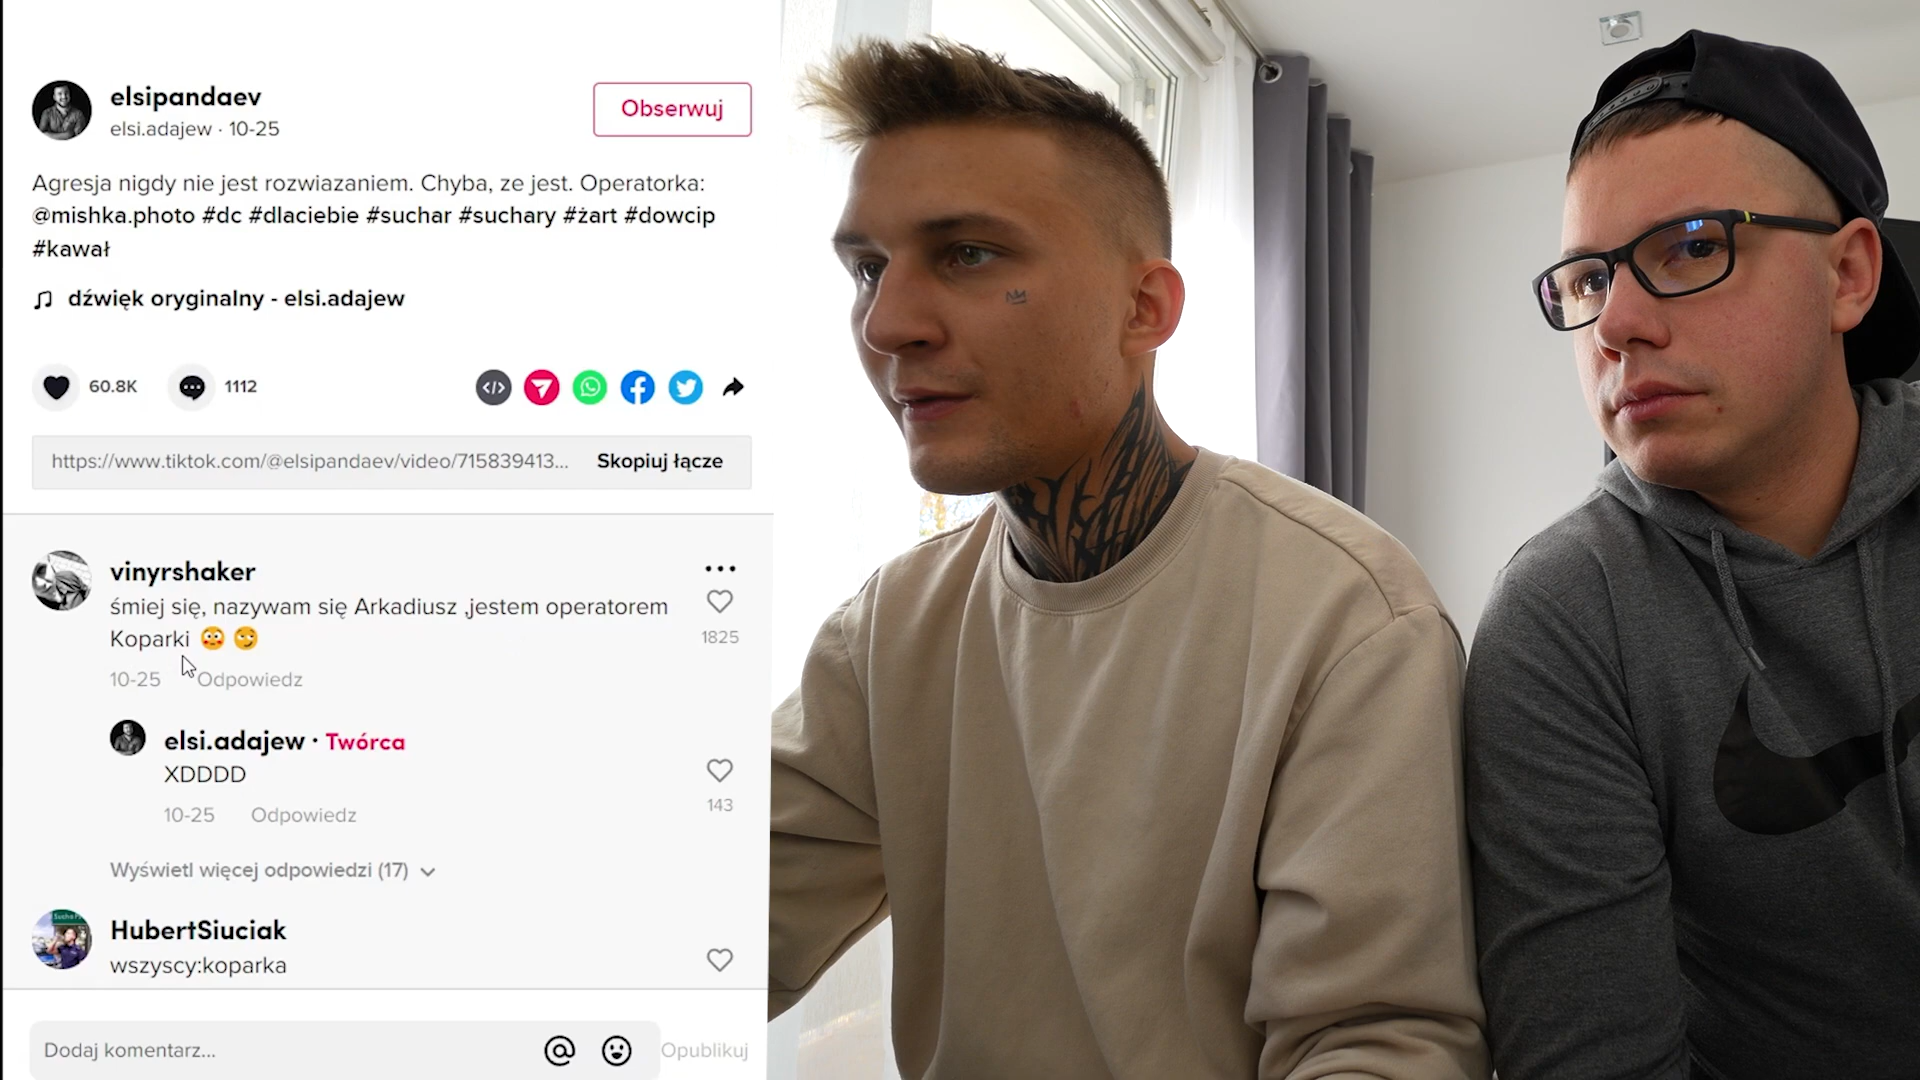 elsipandaev
elsi.adajew · 10-25
Obserwuj
Agresja nigdy nie jest rozwiazaniem. Chyba, ze jest. Operatorka:
@mishka.photo #dc #dlaciebie #suchar #suchary #żart #dowcip
#kawał
dźwięk oryginalny - elsi.adajew
60.8K
1112
https://www.tiktok.com/@elsipandaev/video/715839413...
Skopiuj łącze
vinyrshaker
śmiej się, nazywam się Arkadiusz ,jestem operatorem
Koparki 😳 😏
1825
10-25 Odpowiedz
elsi.adajew · Twórca
XDDDD
143
10-25 Odpowiedz
Wyświetl więcej odpowiedzi (17)
HubertSiuciak
wszyscy:koparka
Dodaj komentarz...
Opublikuj